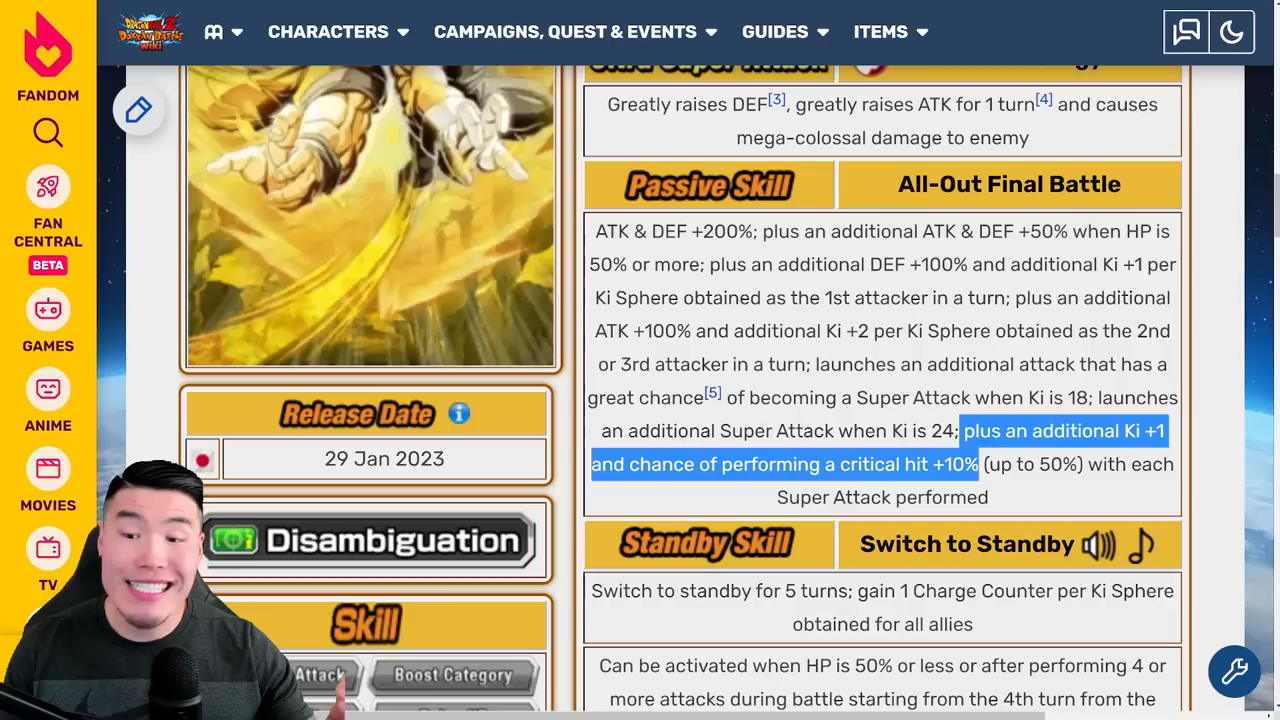 DRAGON BALL Z
DOKKAN BATTLE
WIKI
CHARACTERS
CAMPAIGNS, QUEST & EVENTS
GUIDES
ITEMS
FANDOM
FAN
CENTRAL
BETA
GAMES
ANIME
MOVIES
TV
Ultra Super Attack
Greatly raises DEF[3], greatly raises ATK for 1 turn[4] and causes
mega-colossal damage to enemy
Passive Skill
All-Out Final Battle
ATK & DEF +200%; plus an additional ATK & DEF +50% when HP is
50% or more; plus an additional DEF +100% and additional Ki +1 per
Ki Sphere obtained as the 1st attacker in a turn; plus an additional
ATK +100% and additional Ki +2 per Ki Sphere obtained as the 2nd
or 3rd attacker in a turn; launches an additional attack that has a
great chance[5] of becoming a Super Attack when Ki is 18; launches
an additional Super Attack when Ki is 24; plus an additional Ki +1
and chance of performing a critical hit +10% (up to 50%) with each
Super Attack performed
Release Date
29 Jan 2023
Disambiguation
Skill
Attack
Boost Category
Standby Skill
Switch to Standby
Switch to standby for 5 turns; gain 1 Charge Counter per Ki Sphere
obtained for all allies
Can be activated when HP is 50% or less or after performing 4 or
more attacks during battle starting from the 4th turn from the